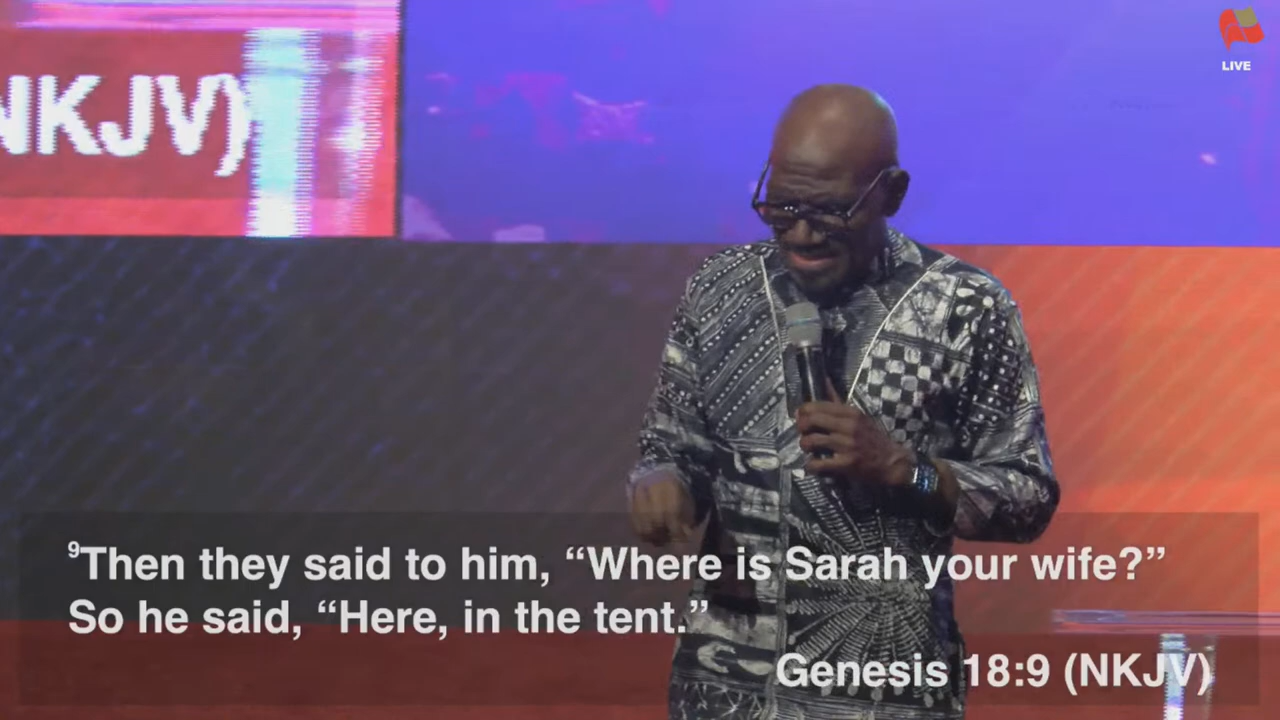 NKJV)
LIVE
⁹Then they said to him, “Where is Sarah your wife?”
So he said, “Here, in the tent.”
Genesis 18:9 (NKJV)